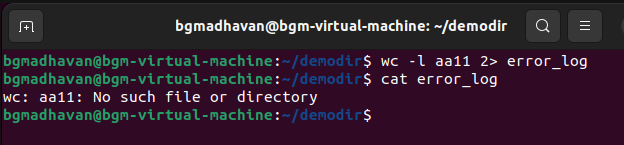 bgmadhavan@bgm-virtual-machine: ~/demodir
bgmadhavan@bgm-virtual-machine:~/demodir$ wc -l aa11 2> error_log
bgmadhavan@bgm-virtual-machine:~/demodir$ cat error_log
wc: aa11: No such file or directory
bgmadhavan@bgm-virtual-machine:~/demodir$